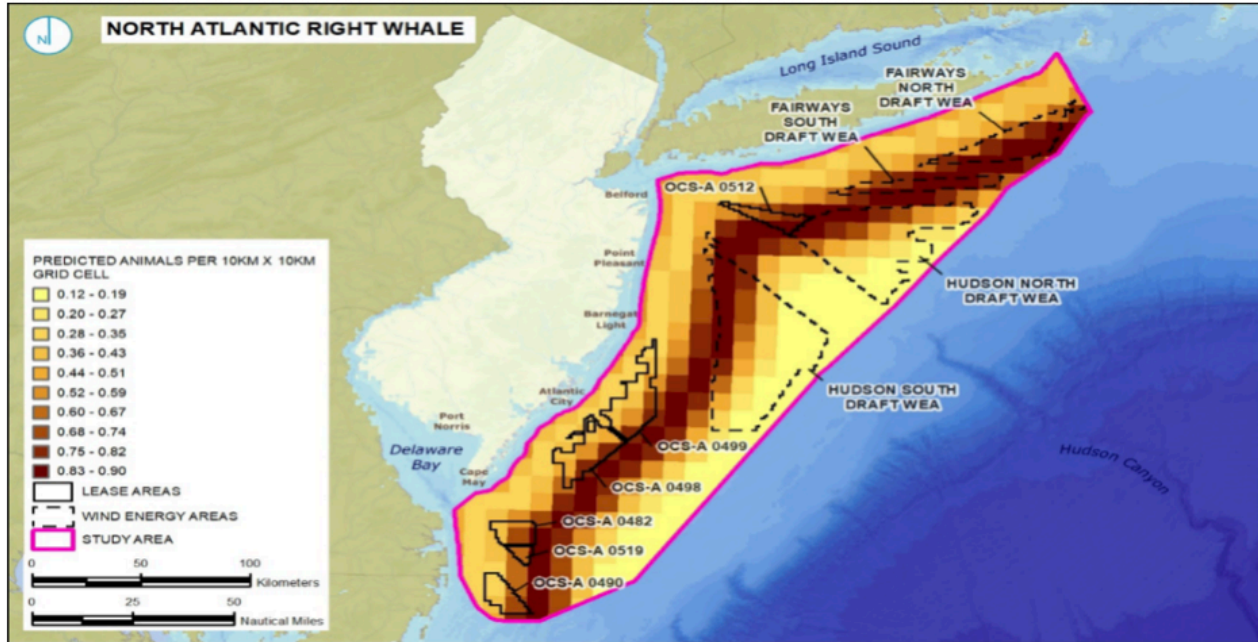 N
NORTH ATLANTIC RIGHT WHALE
Long Island Sound
FAIRWAYS
NORTH
DRAFT WEA
FAIRWAYS
SOUTH
DRAFT WEA
OCS-A 0512
Belford
Point
Pleasant
Barnegat
Light
HUDSON NORTH
DRAFT WEA
HUDSON SOUTH
DRAFT WEA
Atlantic
City
Port
Norris
Delaware
Bay
Cape
May
OCS-A 0499
OCS-A 0498
OCS-A 0482
OCS-A 0519
OCS-A 0490
Hudson Canyon
PREDICTED ANIMALS PER 10KM X 10KM
GRID CELL
0.12 - 0.19
0.20 - 0.27
0.28 - 0.35
0.36 - 0.43
0.44 - 0.51
0.52 - 0.59
0.60 - 0.67
0.68 - 0.74
0.75 - 0.82
0.83 - 0.90
LEASE AREAS
WIND ENERGY AREAS
STUDY AREA
0 50 100
Kilometers
0 25 50
Nautical Miles